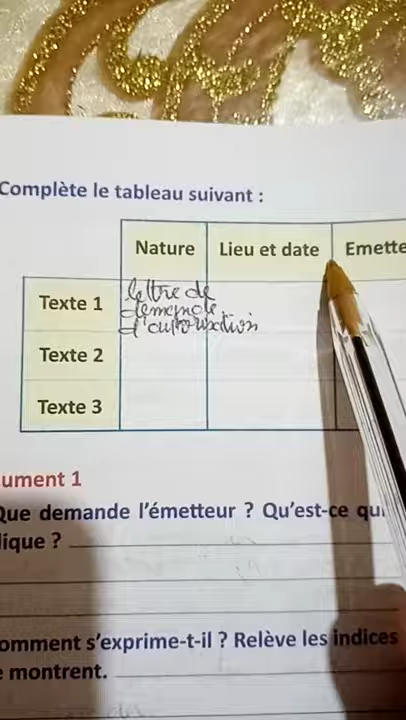 Complète le tableau suivant :
Nature Lieu et date Emette
Texte 1 lettre de
demande
d'autorisation
Texte 2
Texte 3
ument 1
Que demande l'émetteur ? Qu'est-ce qui
lique ?
omment s'exprime-t-il ? Relève les indices
e montrent.